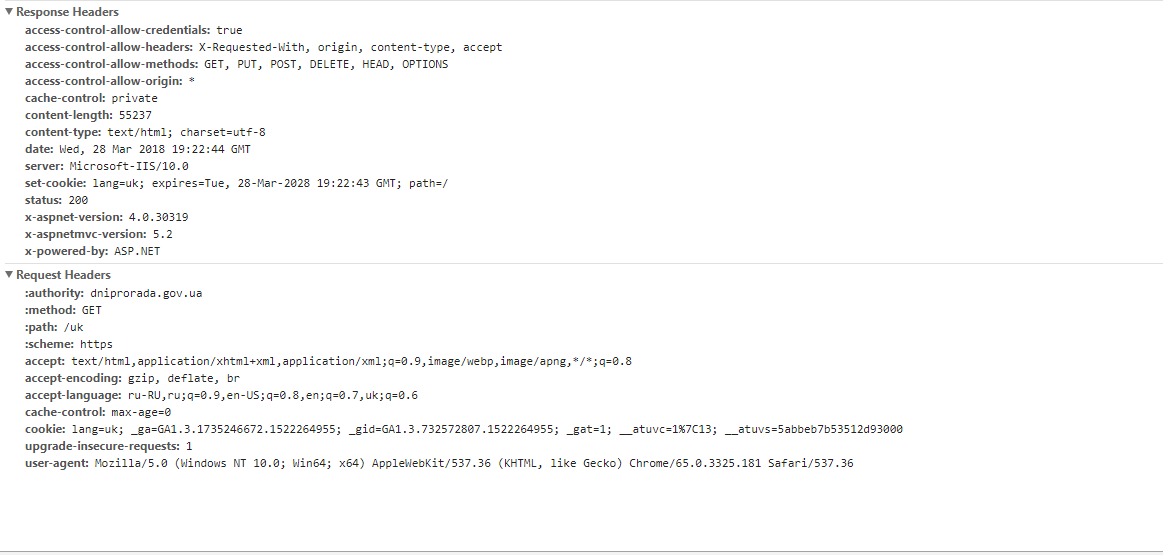 Response Headers
access-control-allow-credentials: true
access-control-allow-headers: X-Requested-With, origin, content-type, accept
access-control-allow-methods: GET, PUT, POST, DELETE, HEAD, OPTIONS
access-control-allow-origin: *
cache-control: private
content-length: 55237
content-type: text/html; charset=utf-8
date: Wed, 28 Mar 2018 19:22:44 GMT
server: Microsoft-IIS/10.0
set-cookie: lang=uk; expires=Tue, 28-Mar-2028 19:22:43 GMT; path=/
status: 200
x-aspnet-version: 4.0.30319
x-aspnetmvc-version: 5.2
x-powered-by: ASP.NET
Request Headers
:authority: dniprorada.gov.ua
:method: GET
:path: /uk
:scheme: https
accept: text/html,application/xhtml+xml,application/xml;q=0.9,image/webp,image/apng,*/*;q=0.8
accept-encoding: gzip, deflate, br
accept-language: ru-RU,ru;q=0.9,en-US;q=0.8,en;q=0.7,uk;q=0.6
cache-control: max-age=0
cookie: lang=uk; _ga=GA1.3.1735246672.1522264955; _gid=GA1.3.732572807.1522264955; _gat=1; __atuvc=1%7C13; __atuvs=5abbeb7b53512d93000
upgrade-insecure-requests: 1
user-agent: Mozilla/5.0 (Windows NT 10.0; Win64; x64) AppleWebKit/537.36 (KHTML, like Gecko) Chrome/65.0.3325.181 Safari/537.36